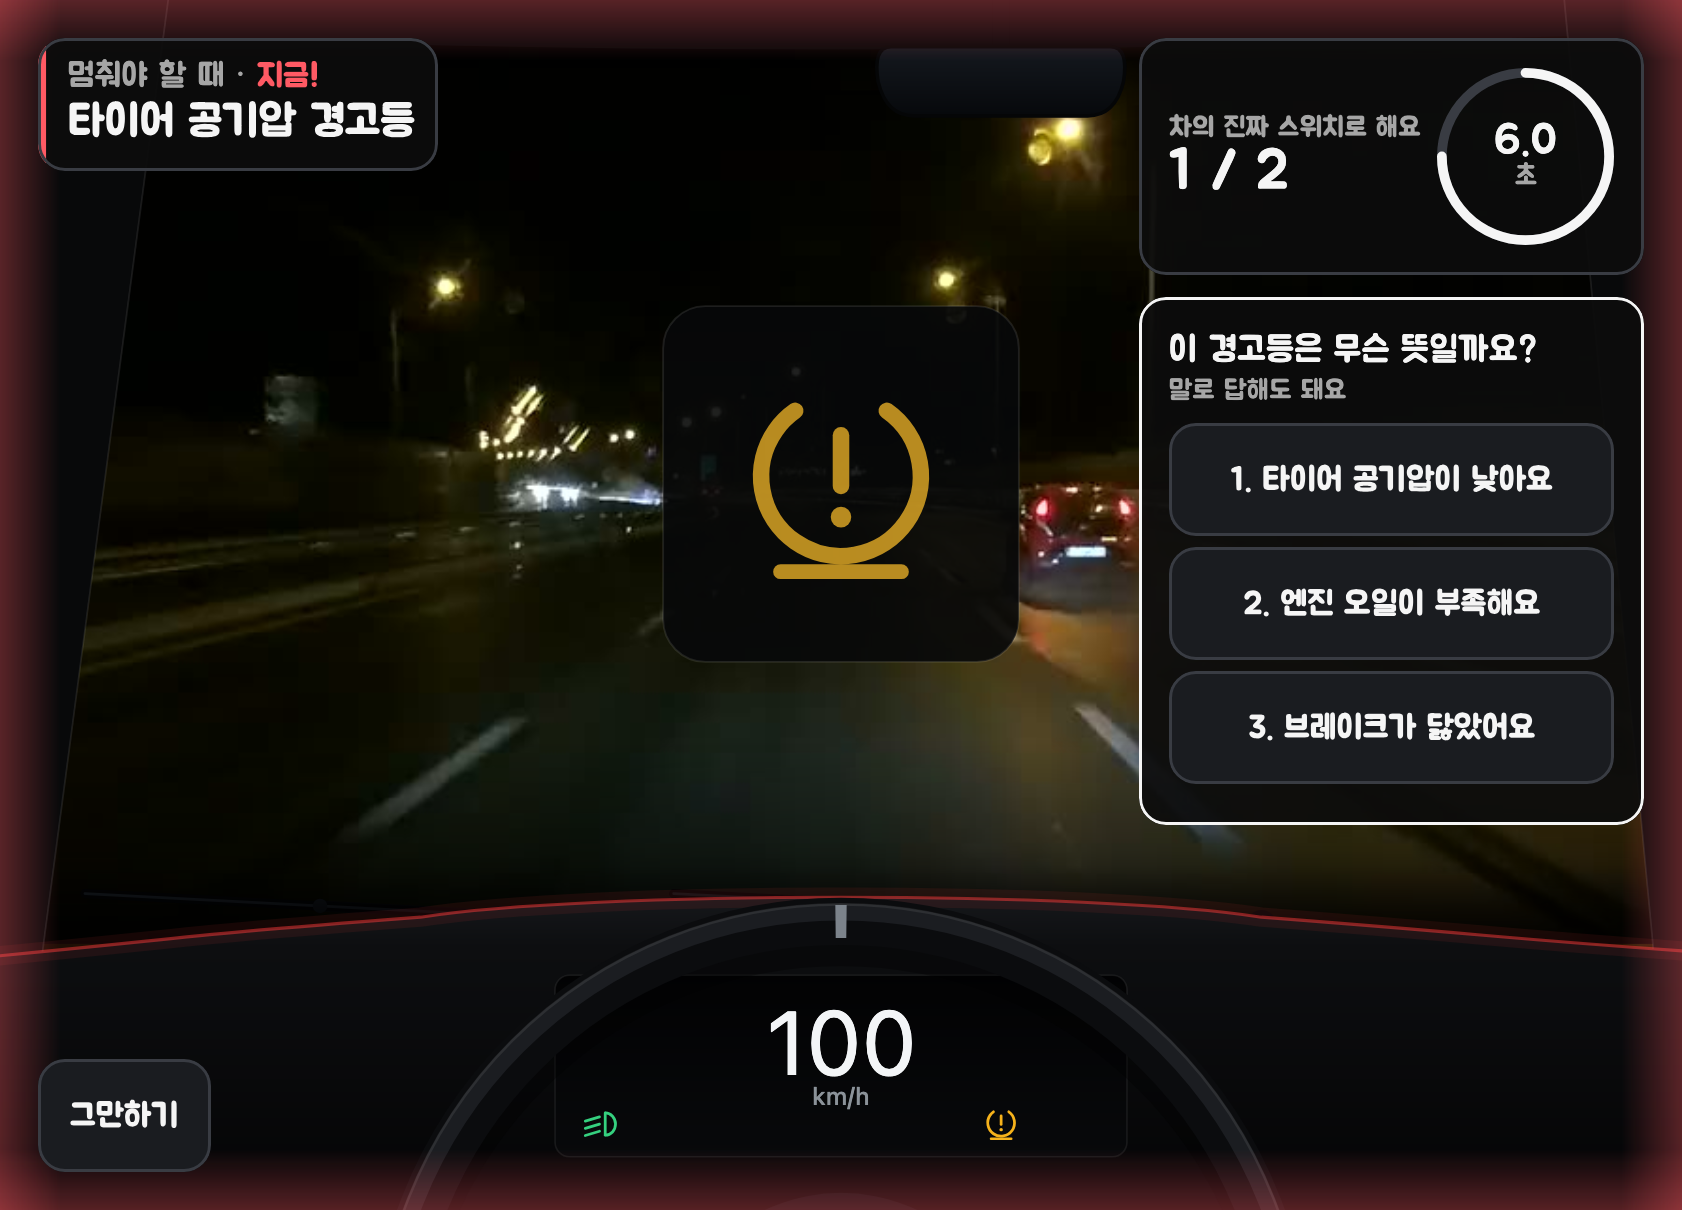 멈춰야 할 때 · 지금!
타이어 공기압 경고등
차의 진짜 스위치로 해요
1 / 2
6.0
초
이 경고등은 무슨 뜻일까요?
말로 답해도 돼요
1. 타이어 공기압이 낮아요
2. 엔진 오일이 부족해요
3. 브레이크가 닳았어요
100
km/h
그만하기